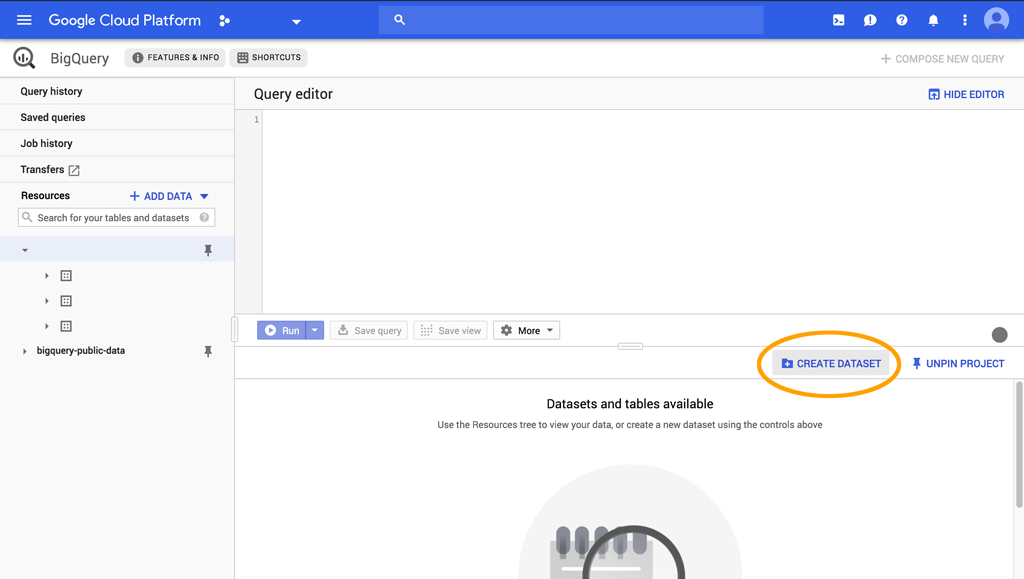 Google Cloud Platform
BigQuery
FEATURES & INFO
SHORTCUTS
COMPOSE NEW QUERY
Query history
Saved queries
Job history
Transfers
Resources
ADD DATA
Search for your tables and datasets
bigquery-public-data
Query editor
HIDE EDITOR
1
Run
Save query
Save view
More
CREATE DATASET
UNPIN PROJECT
Datasets and tables available
Use the Resources tree to view your data, or create a new dataset using the controls above